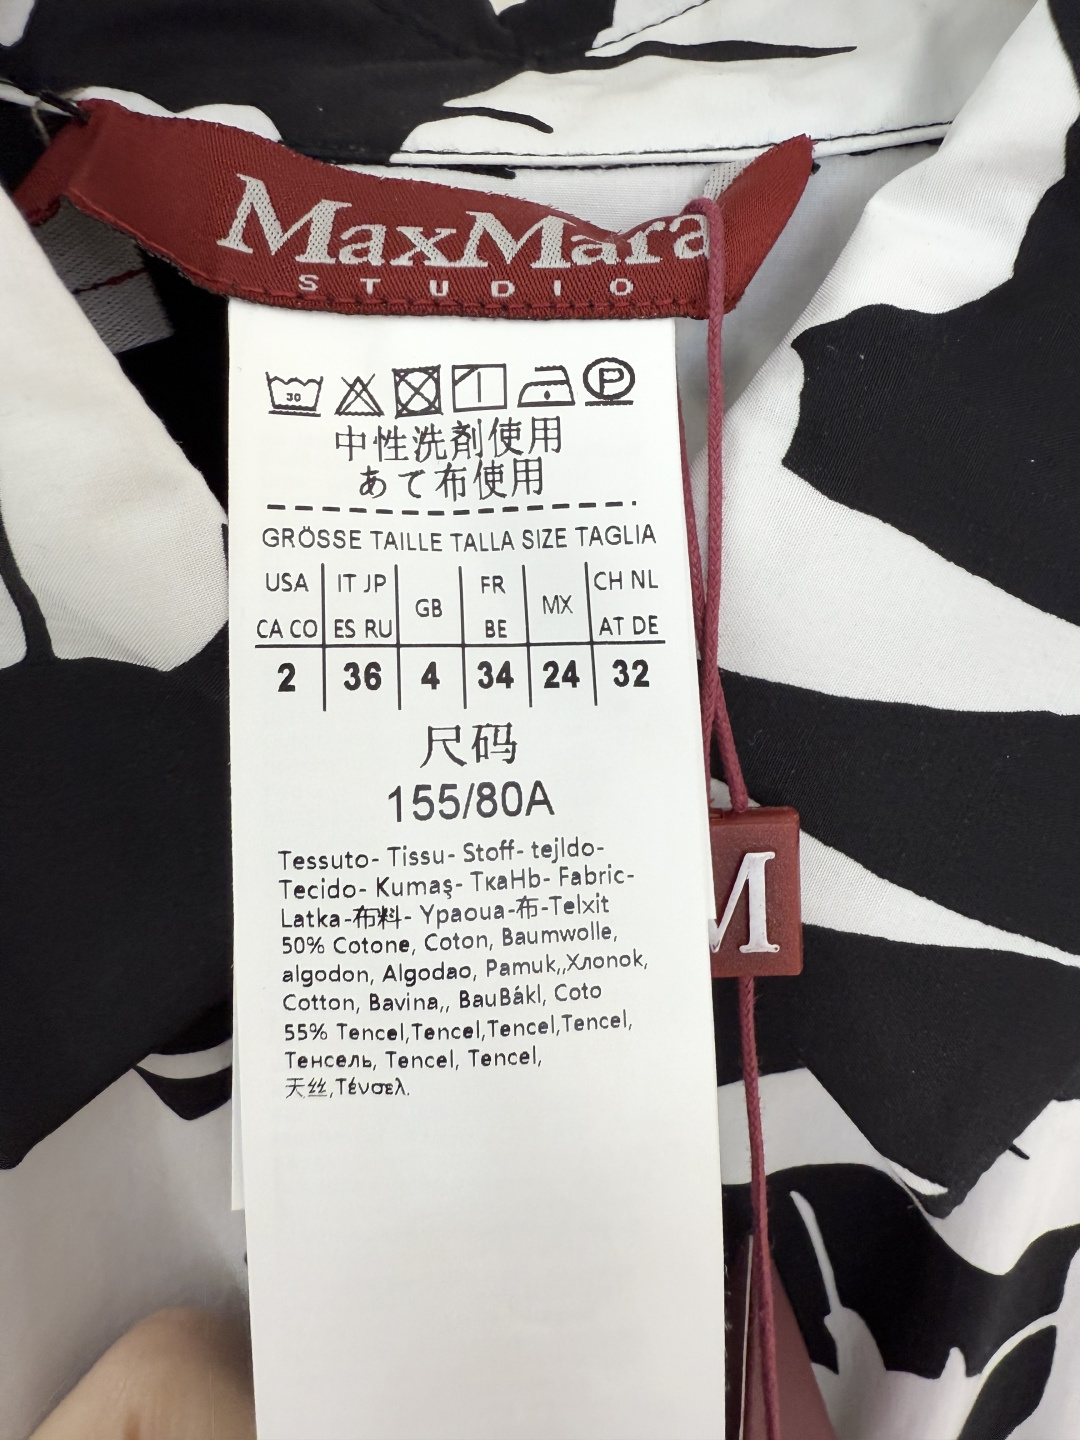 MaxMara
STUDIO
30
P
中性洗剤使用
あて布使用
GRÖSSE TAILLE TALLA SIZE TAGLIA
USA IT JP GB FR MX CH NL
CA CO ES RU BE AT DE
2 36 4 34 24 32
尺码
155/80A
Tessuto- Tissu- Stoff- tejldo-
Tecido- Kumaş- TкaHb- Fabric-
Latka-布料- Ypaoua-布-Telxit
50% Cotone, Coton, Baumwolle,
algodon, Algodao, Pamuk,,Хлопоk,
Cotton, Bavina,, BauBákl, Coto
55% Tencel,Tencel,Tencel,Tencel,
Тенсель, Tencel, Tencel,
天丝,Τένσελ.
M